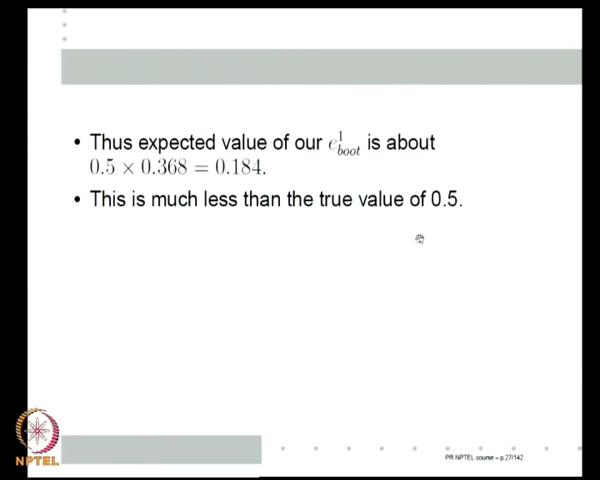 • Thus expected value of our e¹_boot is about
0.5 × 0.368 = 0.184.
• This is much less than the true value of 0.5.
NPTEL
PR NPTEL course – p.27/142